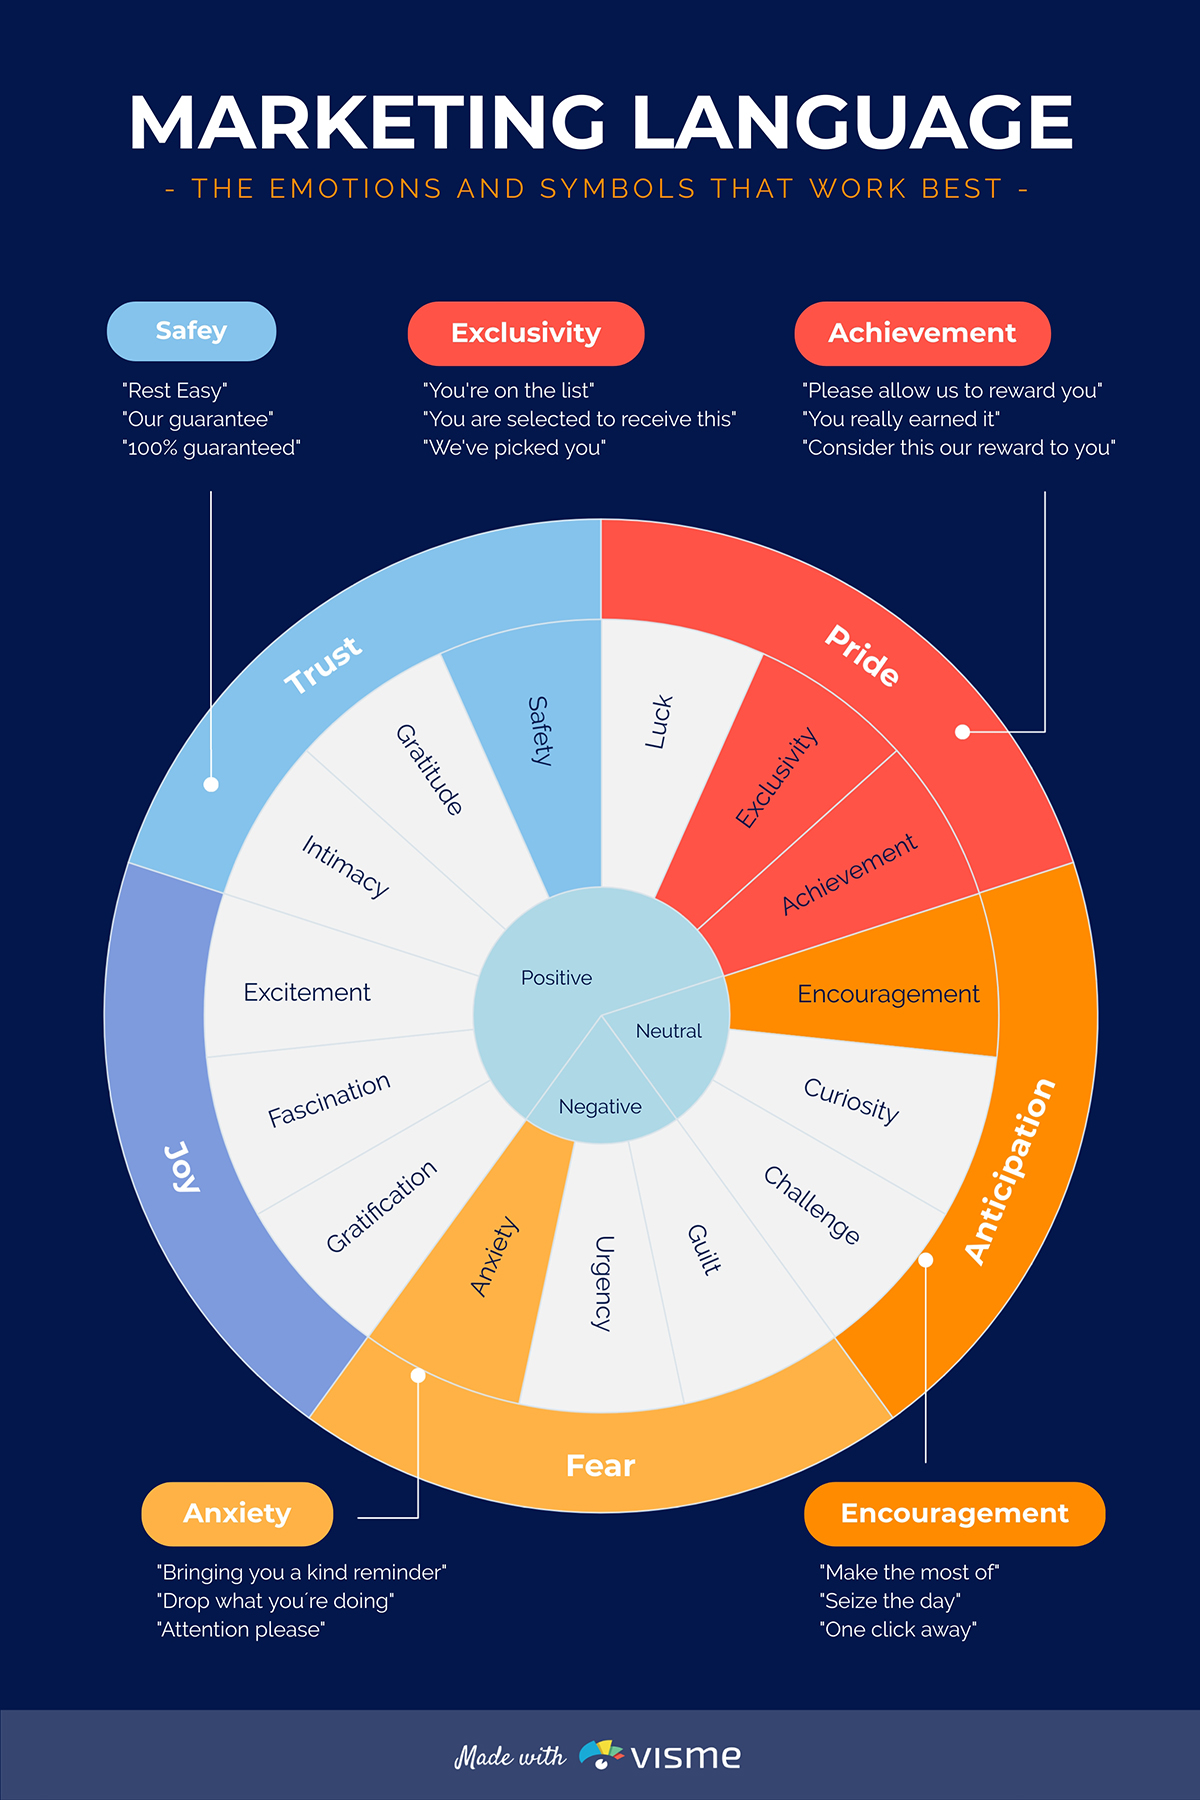 MARKETING LANGUAGE
- THE EMOTIONS AND SYMBOLS THAT WORK BEST -
Safey
"Rest Easy"
"Our guarantee"
"100% guaranteed"
Exclusivity
"You're on the list"
"You are selected to receive this"
"We've picked you"
Achievement
"Please allow us to reward you"
"You really earned it"
"Consider this our reward to you"
Trust
Pride
Safety
Luck
Gratitude
Exclusivity
Intimacy
Achievement
Excitement
Positive
Encouragement
Neutral
Fascination
Negative
Curiosity
Joy
Anticipation
Gratification
Challenge
Anxiety
Urgency
Guilt
Fear
Anxiety
"Bringing you a kind reminder"
"Drop what you´re doing"
"Attention please"
Encouragement
"Make the most of"
"Seize the day"
"One click away"
Made with visme